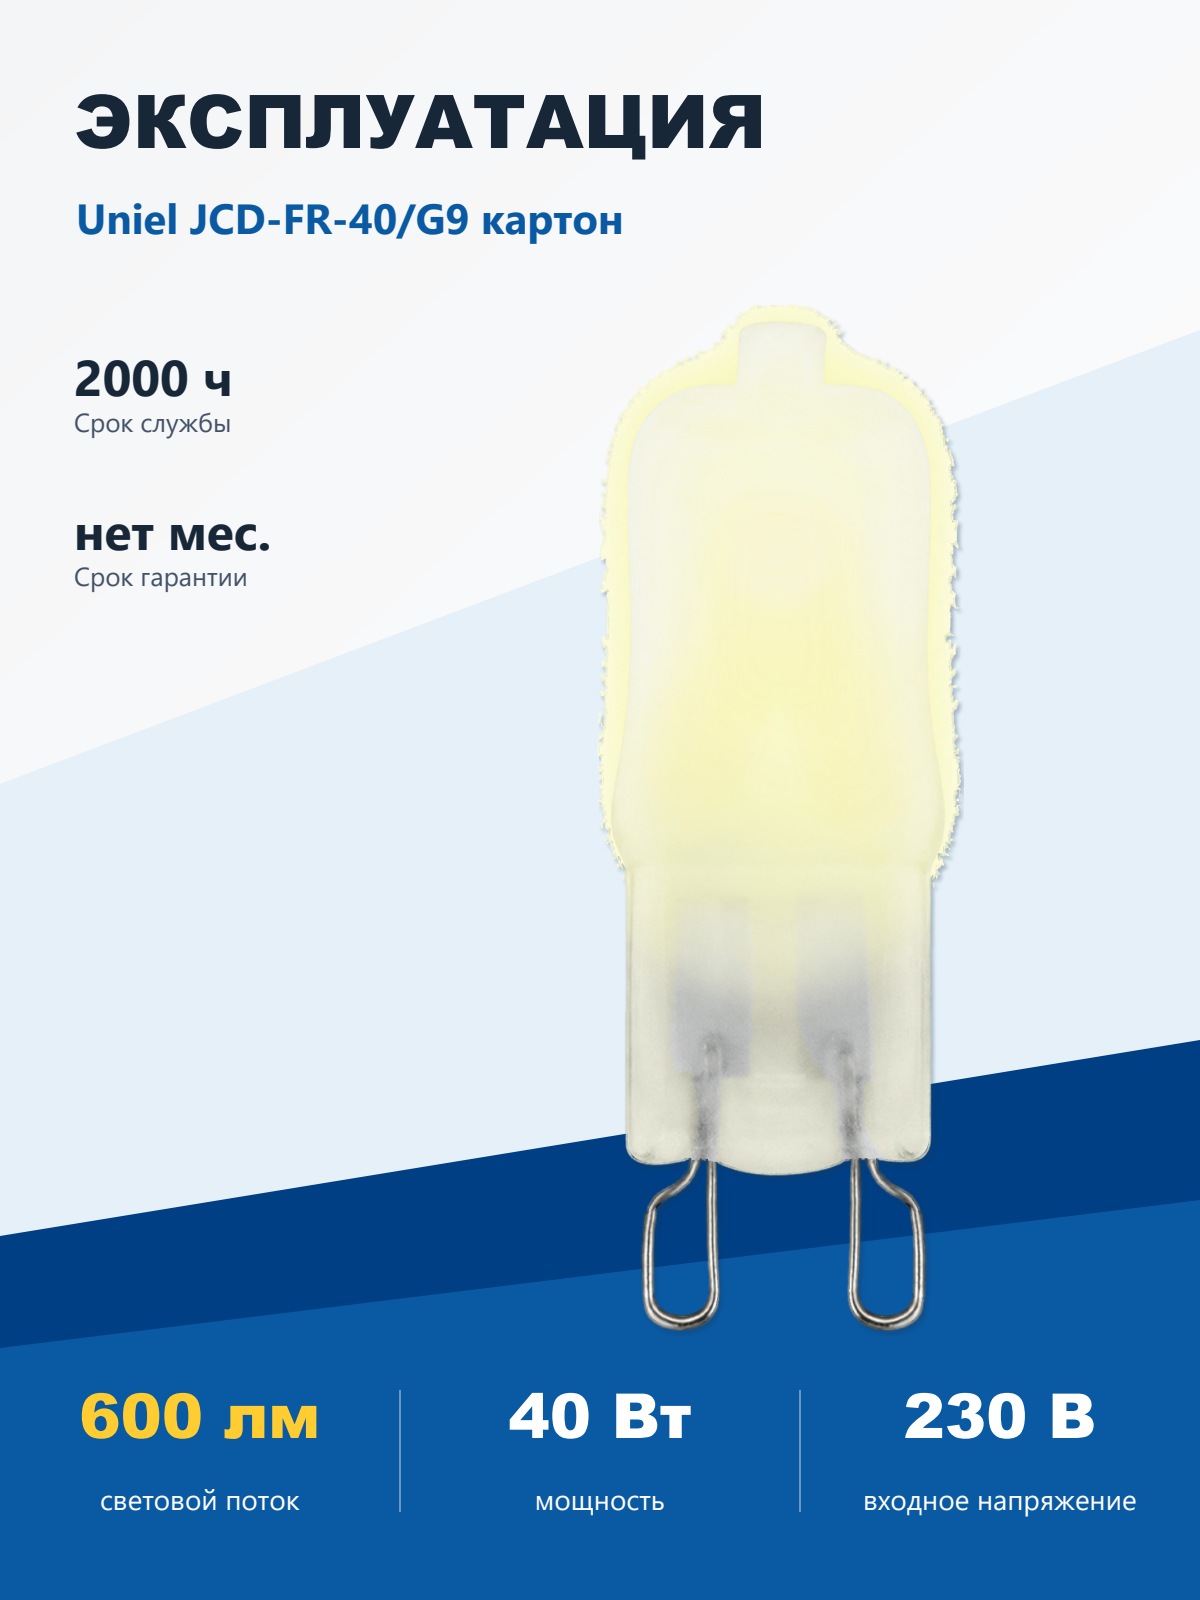 ЭКСПЛУАТАЦИЯ
Uniel JCD-FR-40/G9 картон
2000 ч
Срок службы
нет мес.
Срок гарантии
600 лм
световой поток
40 Вт
мощность
230 В
входное напряжение